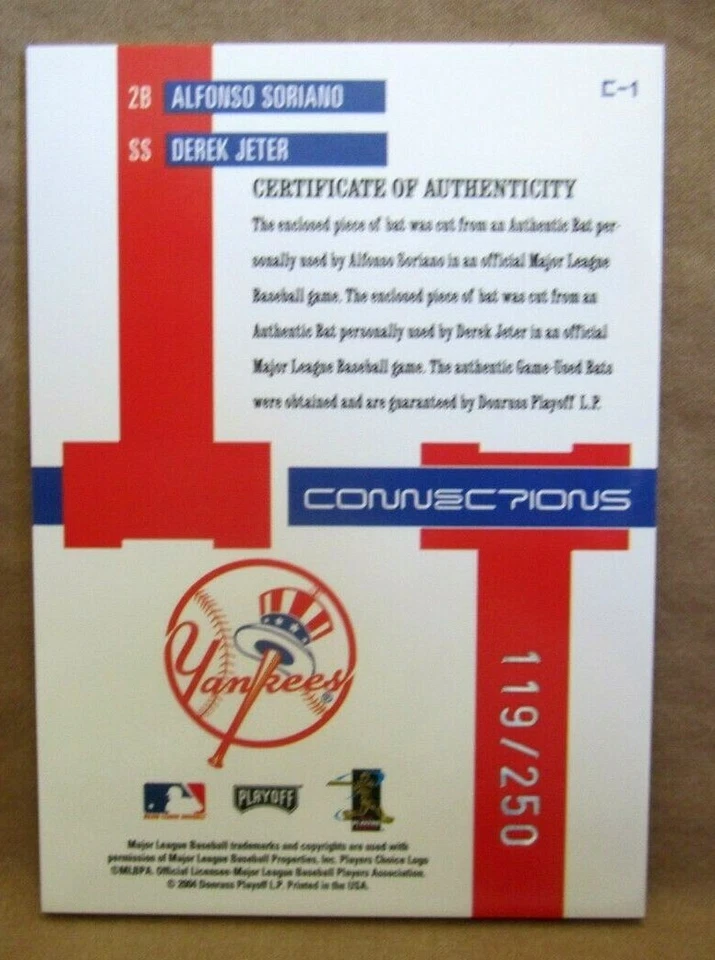 2B ALFONSO SORIANO
C-1
SS DEREK JETER
CERTIFICATE OF AUTHENTICITY
The enclosed piece of bat was cut from an Authentic Bat per-
sonally used by Alfonso Soriano in an official Major League
Baseball game. The enclosed piece of bat was cut from an
Authentic Bat personally used by Derek Jeter in an official
Major League Baseball game. The authentic Game-Used Bats
were obtained and are guaranteed by Donruss Playoff L.P.
CONNECTIONS
Yankees
119/250
PLAYOFF
Major League Baseball trademarks and copyrights are used with
permission of Major League Baseball Properties, Inc. Players Choice Logo
©MLBPA. Official Licensee-Major League Baseball Players Association.
© 2004 Donruss Playoff L.P. Printed in the USA.